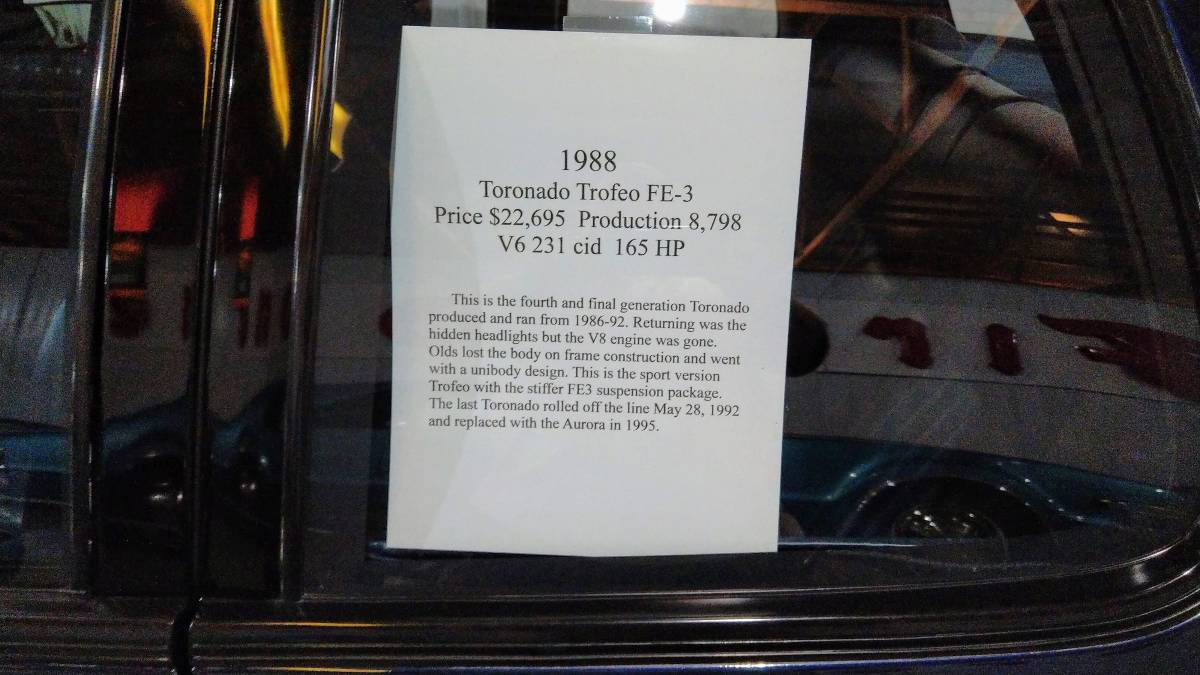 1988
Toronado Trofeo FE-3
Price $22,695 Production 8,798
V6 231 cid 165 HP
This is the fourth and final generation Toronado
produced and ran from 1986-92. Returning was the
hidden headlights but the V8 engine was gone.
Olds lost the body on frame construction and went
with a unibody design. This is the sport version
Trofeo with the stiffer FE3 suspension package.
The last Toronado rolled off the line May 28, 1992
and replaced with the Aurora in 1995.